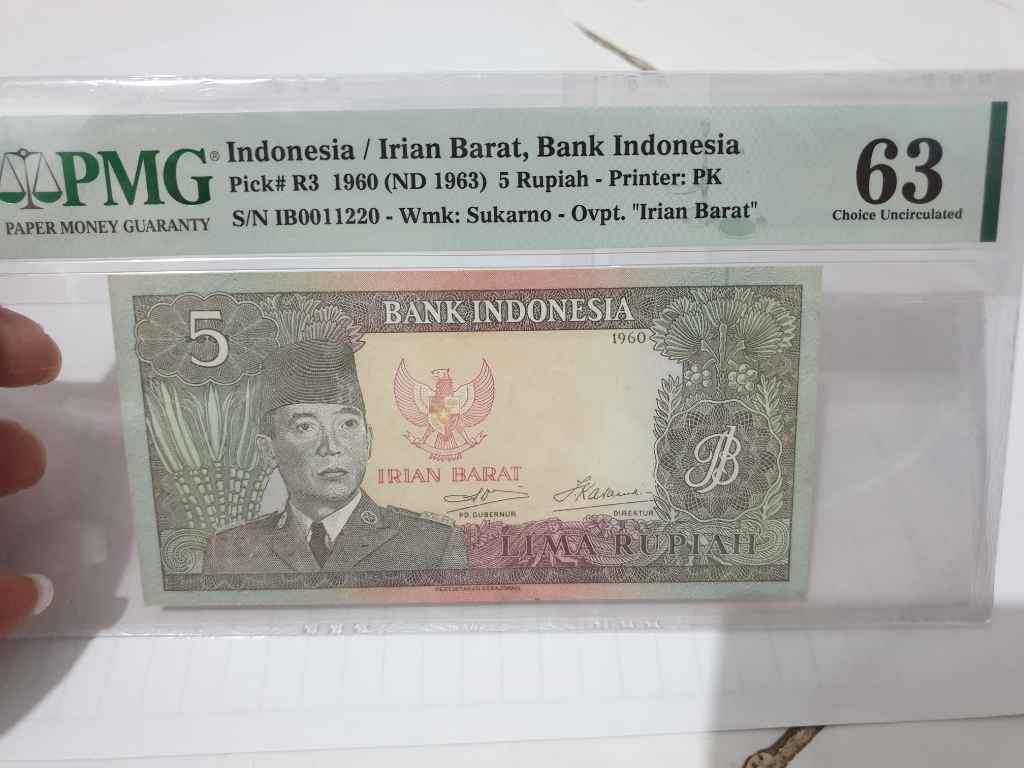 PMG®
PAPER MONEY GUARANTY
Indonesia / Irian Barat, Bank Indonesia
Pick# R3 1960 (ND 1963) 5 Rupiah - Printer: PK
S/N IB0011220 - Wmk: Sukarno - Ovpt. "Irian Barat"
63
Choice Uncirculated
BANK INDONESIA
1960
5
IRIAN BARAT
PD. GUBERNUR
DIREKTUR
LIMA RUPIAH